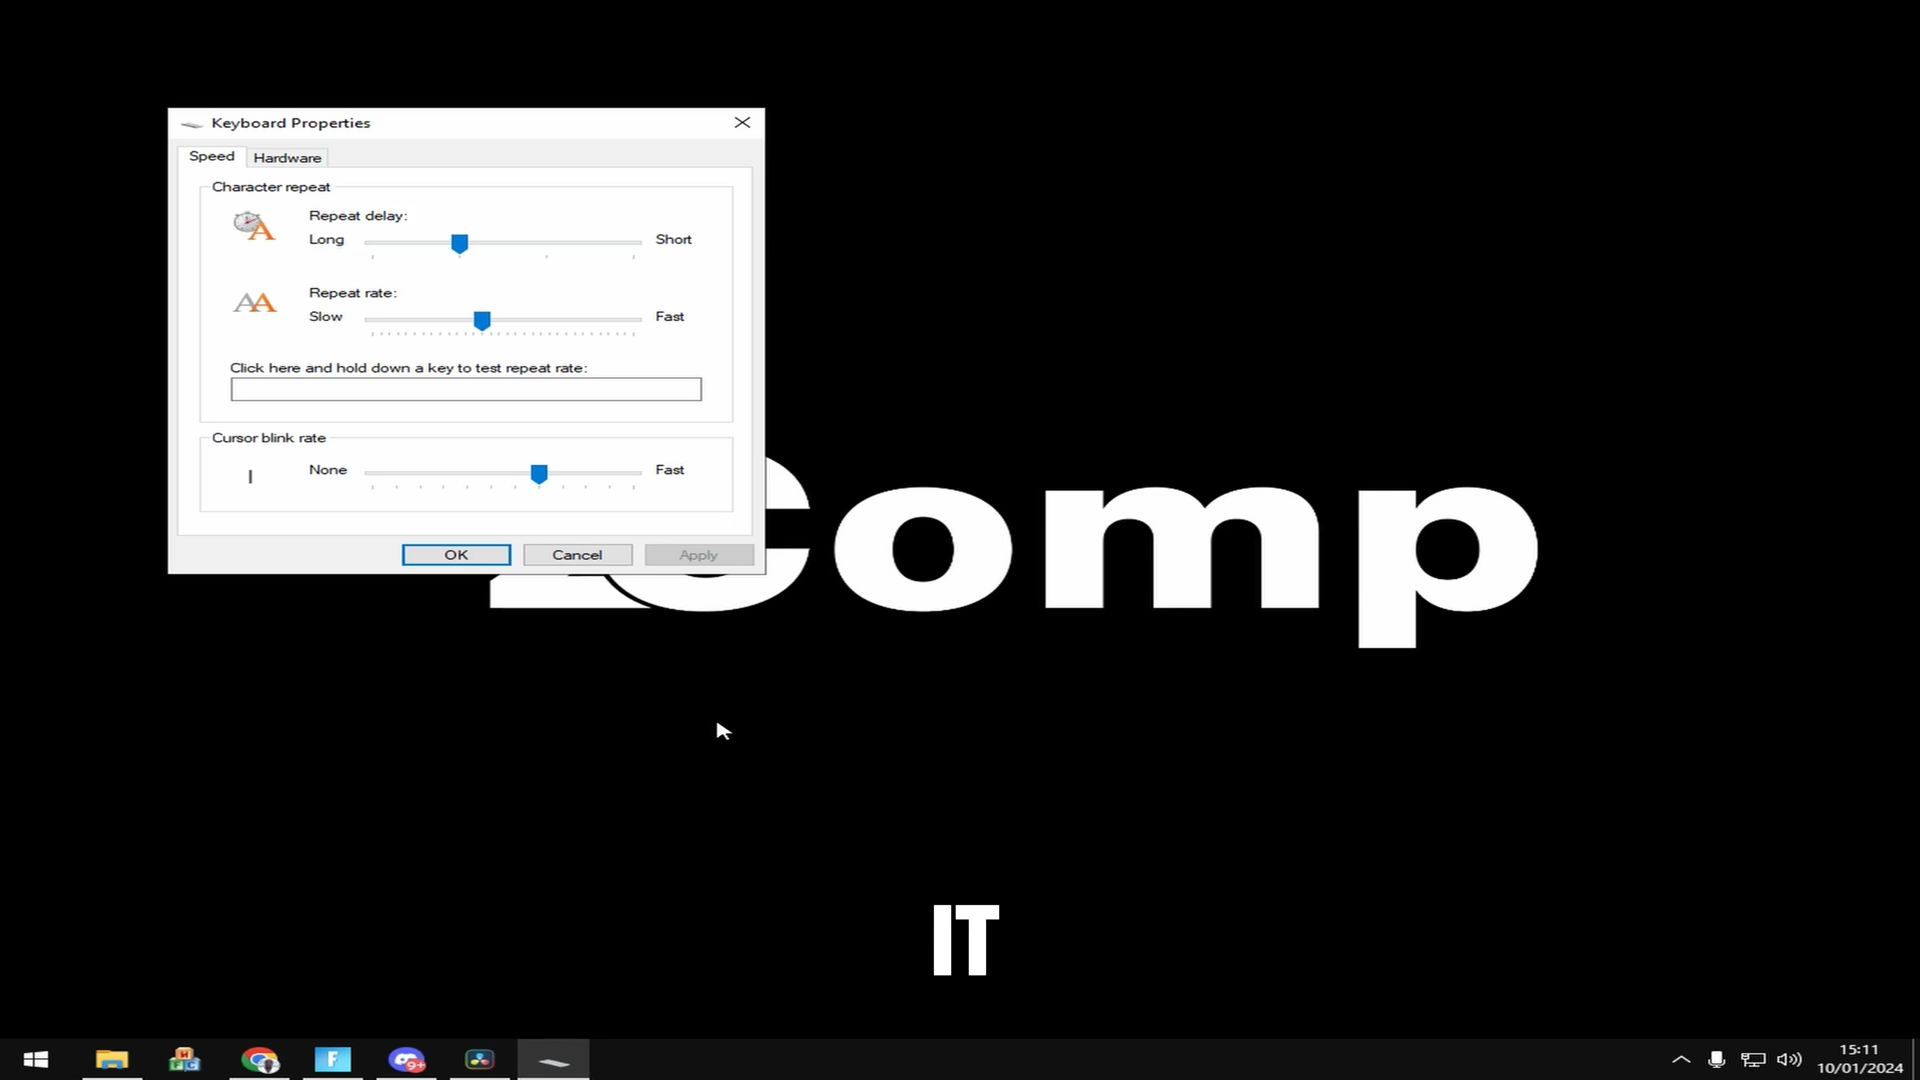 Keyboard Properties
Speed
Hardware
Character repeat
Repeat delay:
Long
Short
Repeat rate:
Slow
Fast
Click here and hold down a key to test repeat rate:
Cursor blink rate
None
Fast
OK
Cancel
Apply
Comp
IT
F
9+
15:11
10/01/2024